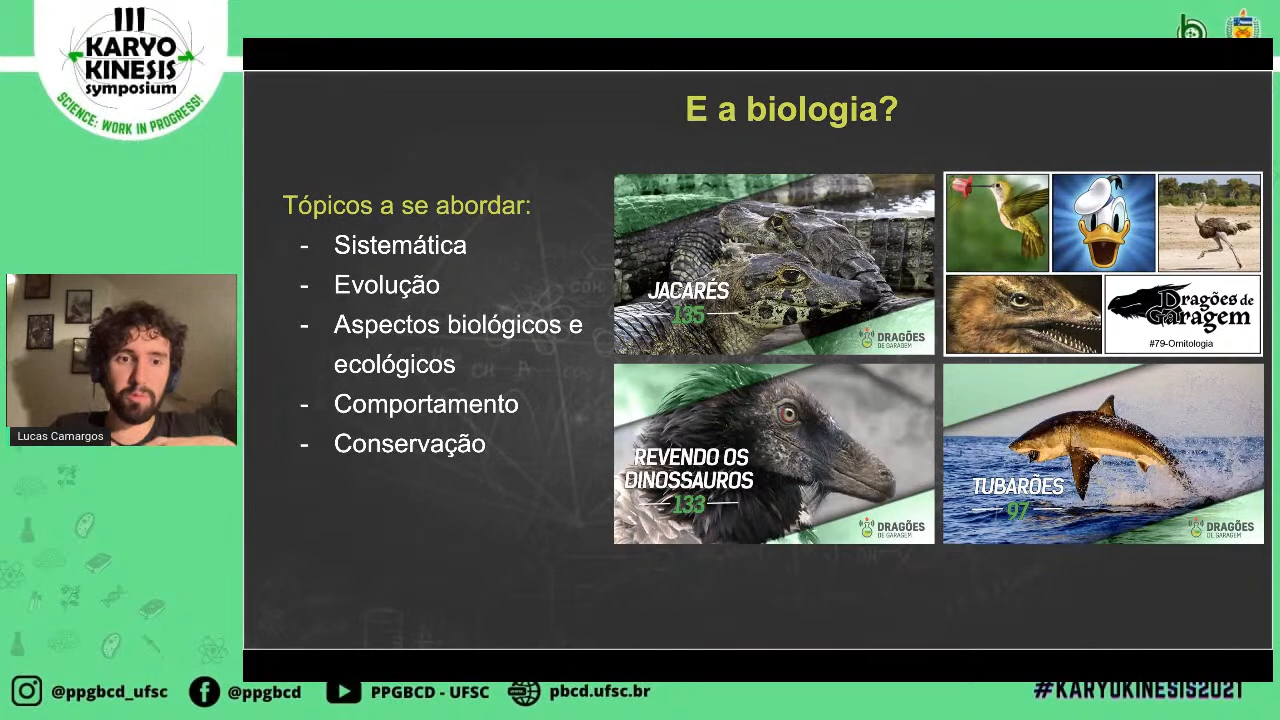 III
KARYO
KINESIS
symposium
SCIENCE: WORK IN PROGRESS!
E a biologia?
Tópicos a se abordar:
- Sistemática
- Evolução
- Aspectos biológicos e
ecológicos
- Comportamento
- Conservação
JACARÉS
135
DRAGÕES
DE GARAGEM
Dragões de
Garagem
#79-Ornitologia
REVENDO OS
DINOSSAUROS
133
DRAGÕES
DE GARAGEM
TUBARÕES
97
DRAGÕES
DE GARAGEM
Lucas Camargos
@ppgbcd_ufsc
@ppgbcd
PPGBCD - UFSC
pbcd.ufsc.br
#KARYOKINESIS2021